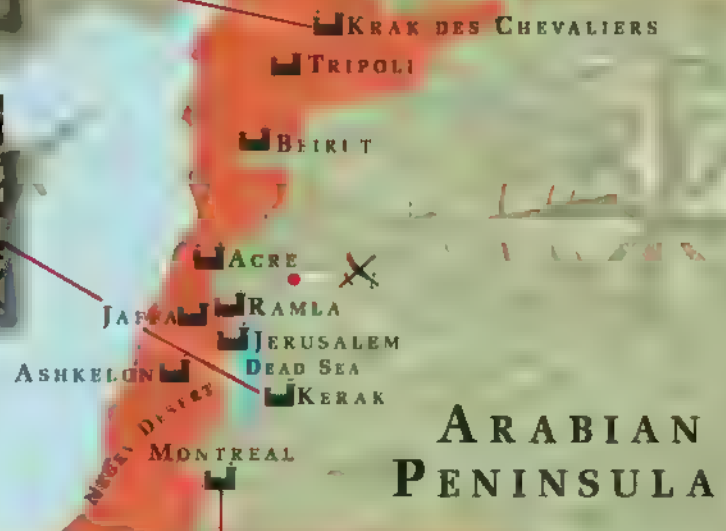 KRAK DES CHEVALIERS
TRIPOLI
BEIRUT
ACRE
JAFFA
RAMLA
JERUSALEM
DEAD SEA
ASHKELON
KERAK
NEGEV DESERT
MONTREAL
ARABIAN
PENINSULA